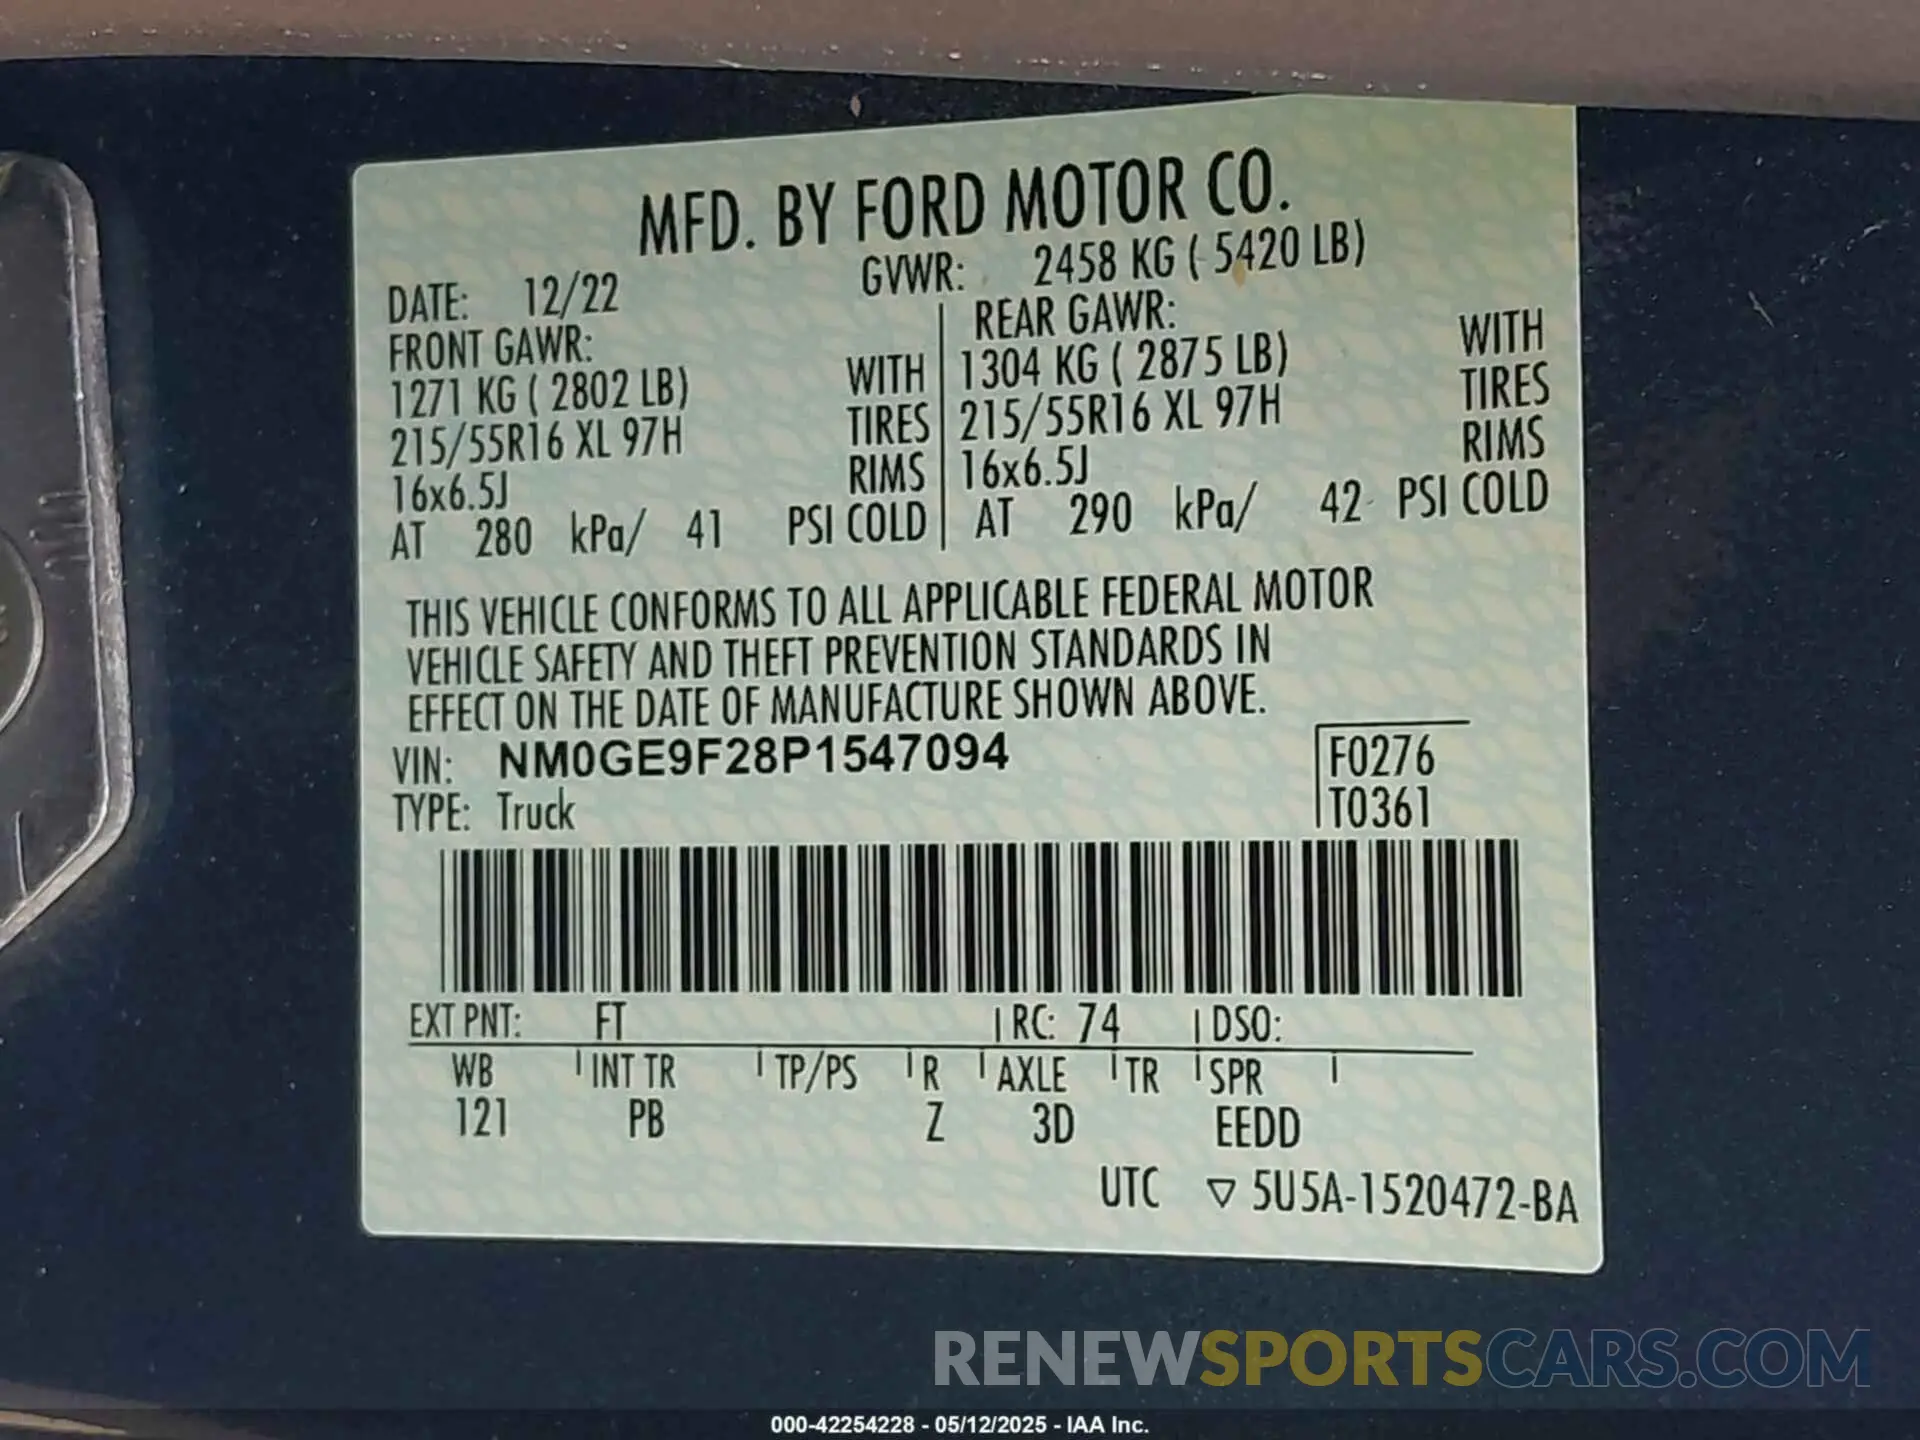 MFD. BY FORD MOTOR CO.
DATE: 12/22 GVWR: 2458 KG ( 5420 LB)
FRONT GAWR:
1271 KG ( 2802 LB) WITH
215/55R16 XL 97H TIRES
16x6.5J RIMS
AT 280 kPa/ 41 PSI COLD
REAR GAWR: WITH
1304 KG ( 2875 LB) TIRES
215/55R16 XL 97H RIMS
16x6.5J
AT 290 kPa/ 42 PSI COLD
THIS VEHICLE CONFORMS TO ALL APPLICABLE FEDERAL MOTOR
VEHICLE SAFETY AND THEFT PREVENTION STANDARDS IN
EFFECT ON THE DATE OF MANUFACTURE SHOWN ABOVE.
VIN: NM0GE9F28P1547094 F0276
TYPE: Truck T0361
EXT PNT: FT RC: 74 DSO:
WB INT TR TP/PS R AXLE TR SPR
121 PB Z 3D EEDD
UTC ▽ 5U5A-1520472-BA
RENEWSPORTSCARS.COM
000-42254228 - 05/12/2025 - IAA Inc.